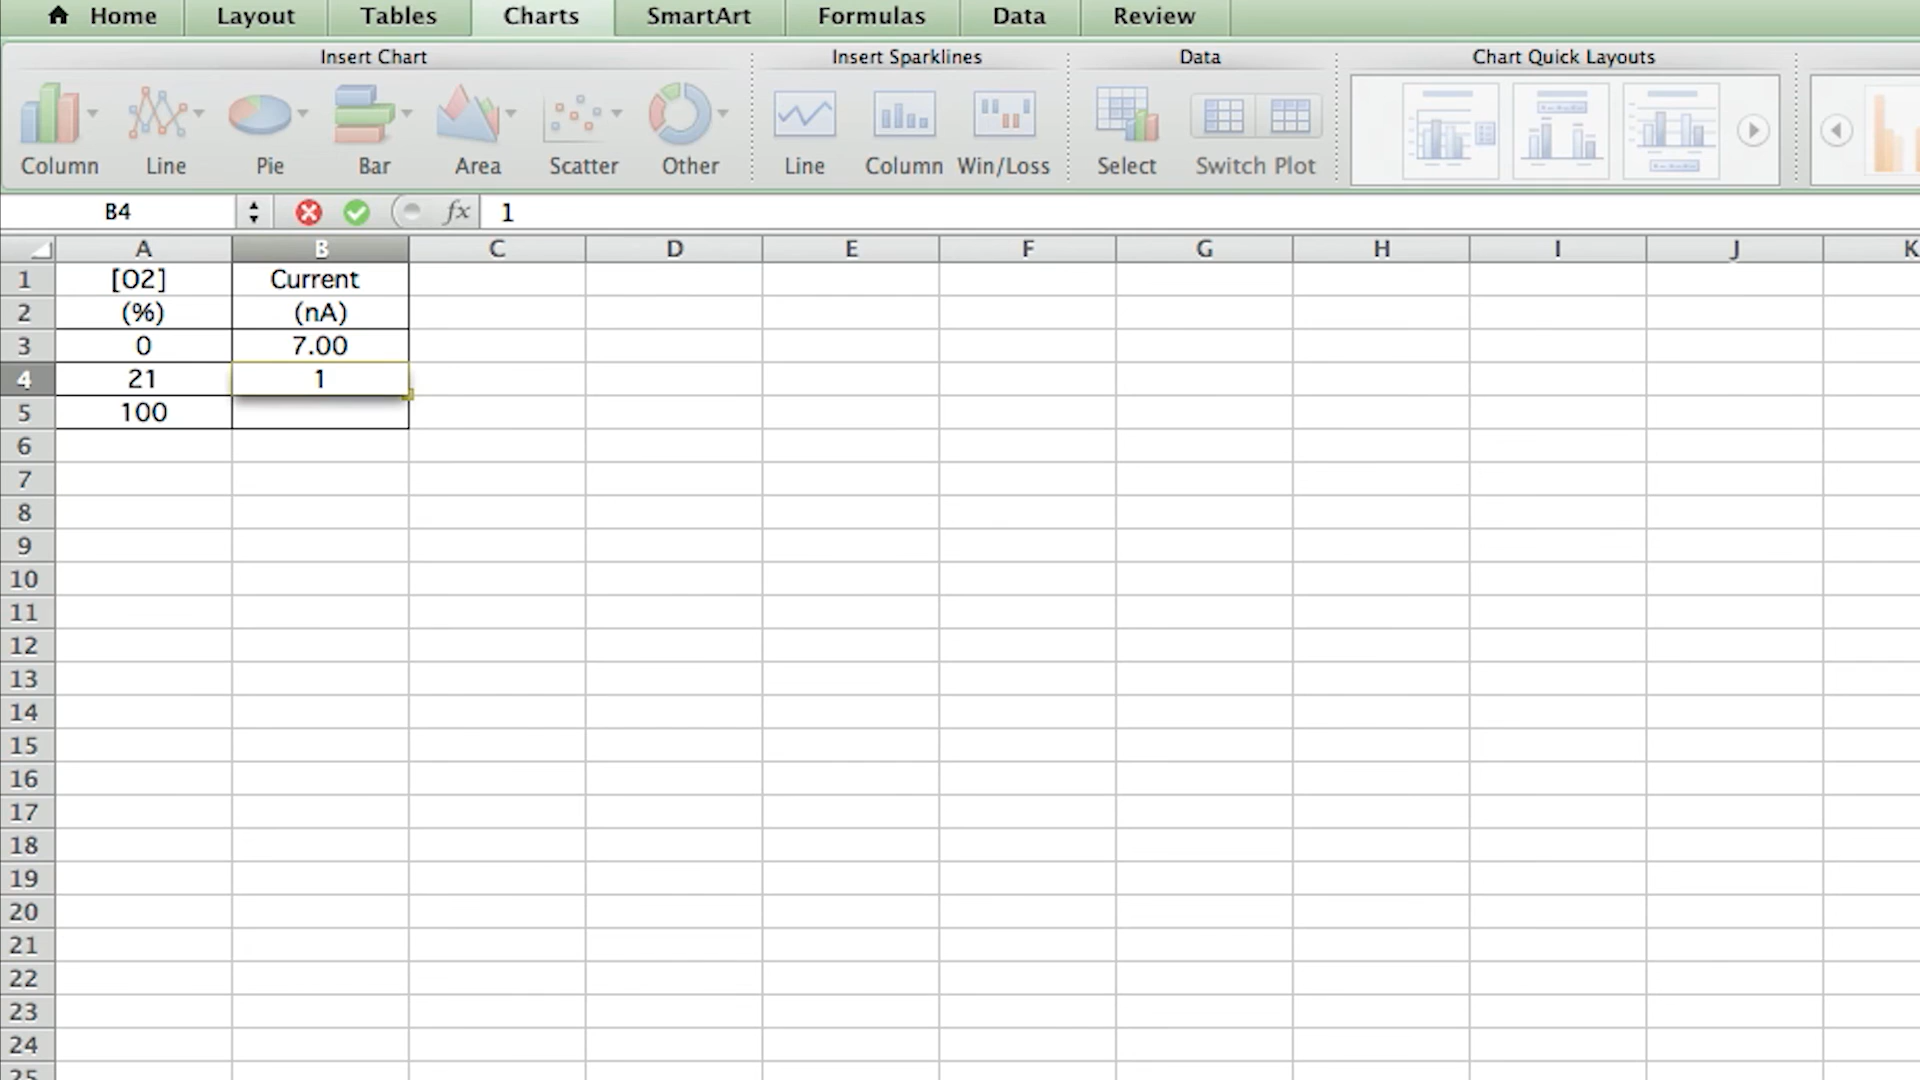 Home Layout Tables Charts SmartArt Formulas Data Review
Insert Chart Insert Sparklines Data Chart Quick Layouts
Column Line Pie Bar Area Scatter Other Line Column Win/Loss Select Switch Plot
B4 fx 1
A B C D E F G H I J K
1 [O2] Current
2 (%) (nA)
3 0 7.00
4 21 1
5 100
6
7
8
9
10
11
12
13
14
15
16
17
18
19
20
21
22
23
24
25